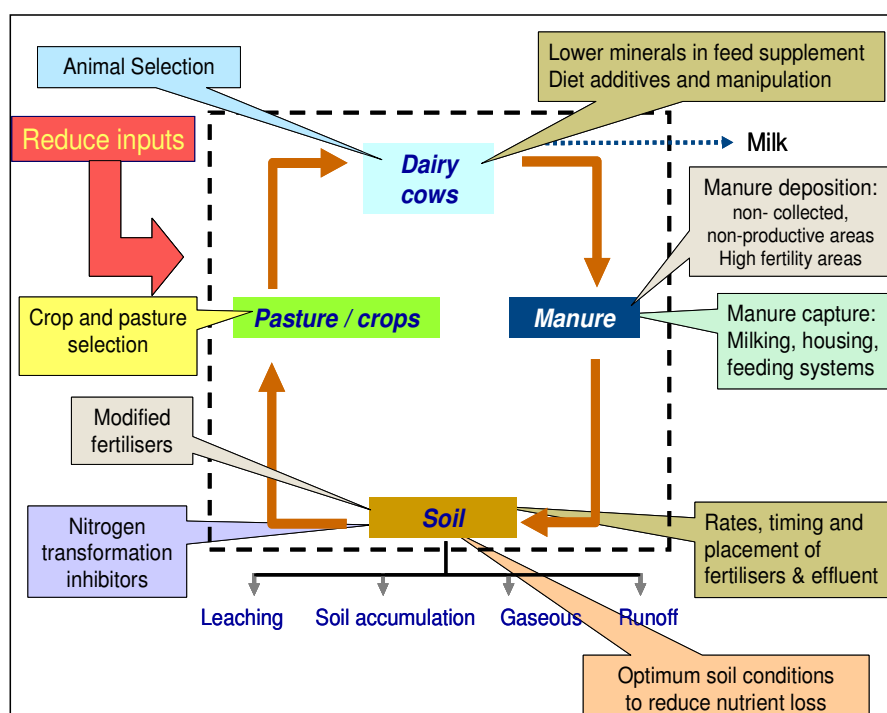 Animal Selection
Lower minerals in feed supplement
Diet additives and manipulation
Reduce inputs
Dairy
cows
Milk
Manure deposition:
non- collected,
non-productive areas
High fertility areas
Crop and pasture
selection
Pasture / crops
Manure
Manure capture:
Milking, housing,
feeding systems
Modified
fertilisers
Soil
Nitrogen
transformation
inhibitors
Rates, timing and
placement of
fertilisers & effluent
Leaching
Soil accumulation
Gaseous
Runoff
Optimum soil conditions
to reduce nutrient loss